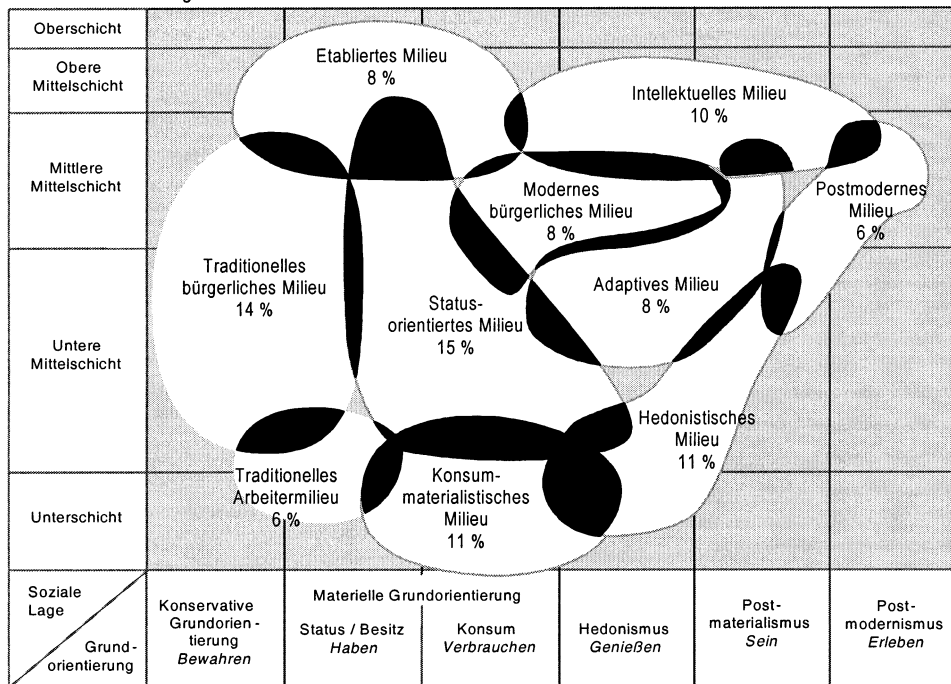 Oberschicht
Obere
Mittelschicht
Mittlere
Mittelschicht
Untere
Mittelschicht
Unterschicht
Etabliertes Milieu
8 %
Intellektuelles Milieu
10 %
Modernes
bürgerliches Milieu
8 %
Postmodernes
Milieu
6 %
Traditionelles
bürgerliches Milieu
14 %
Status-
orientiertes Milieu
15 %
Adaptives Milieu
8 %
Hedonistisches
Milieu
11 %
Traditionelles
Arbeitermilieu
6 %
Konsum-
materialistisches
Milieu
11 %
Soziale
Lage
Grund-
orientierung
Konservative
Grundorien -
tierung
Bewahren
Materielle Grundorientierung
Status / Besitz
Haben
Konsum
Verbrauchen
Hedonismus
Genießen
Post-
materialismus
Sein
Post-
modernismus
Erleben